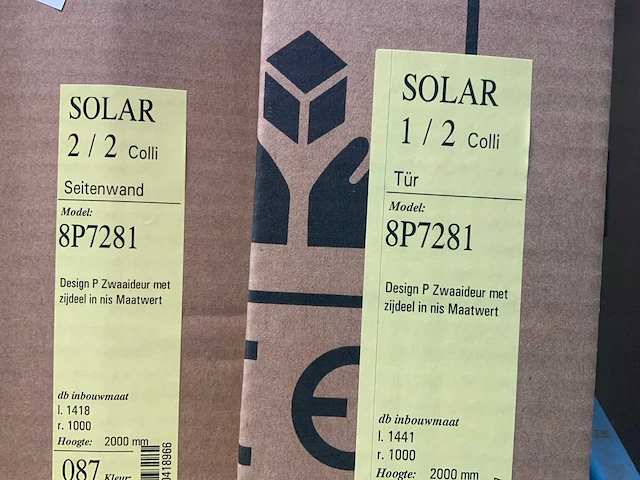 SOLAR
2 / 2 Colli
Seitenwand
Model:
8P7281
Design P Zwaaideur met
zijdeel in nis Maatwert
db inbouwmaat
l. 1418
r. 1000
Hoogte: 2000 mm
087 Kleur:
0418966
SOLAR
1 / 2 Colli
Tür
Model:
8P7281
Design P Zwaaideur met
zijdeel in nis Maatwert
db inbouwmaat
l. 1441
r. 1000
Hoogte: 2000 mm